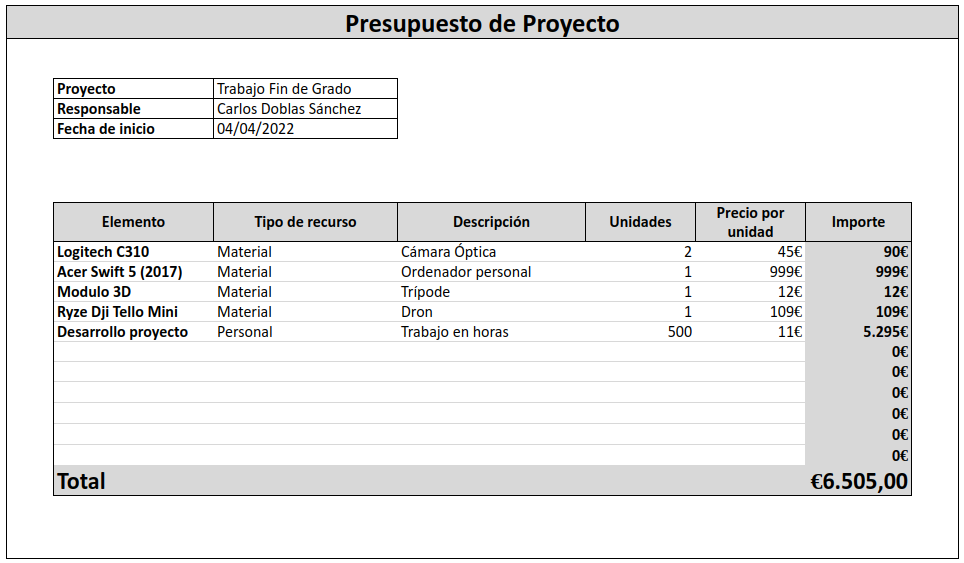 Presupuesto de Proyecto
Proyecto Trabajo Fin de Grado
Responsable Carlos Doblas Sánchez
Fecha de inicio 04/04/2022
Elemento Tipo de recurso Descripción Unidades Precio por unidad Importe
Logitech C310 Material Cámara Óptica 2 45€ 90€
Acer Swift 5 (2017) Material Ordenador personal 1 999€ 999€
Modulo 3D Material Trípode 1 12€ 12€
Ryze Dji Tello Mini Material Dron 1 109€ 109€
Desarrollo proyecto Personal Trabajo en horas 500 11€ 5.295€
0€
0€
0€
0€
0€
0€
Total €6.505,00